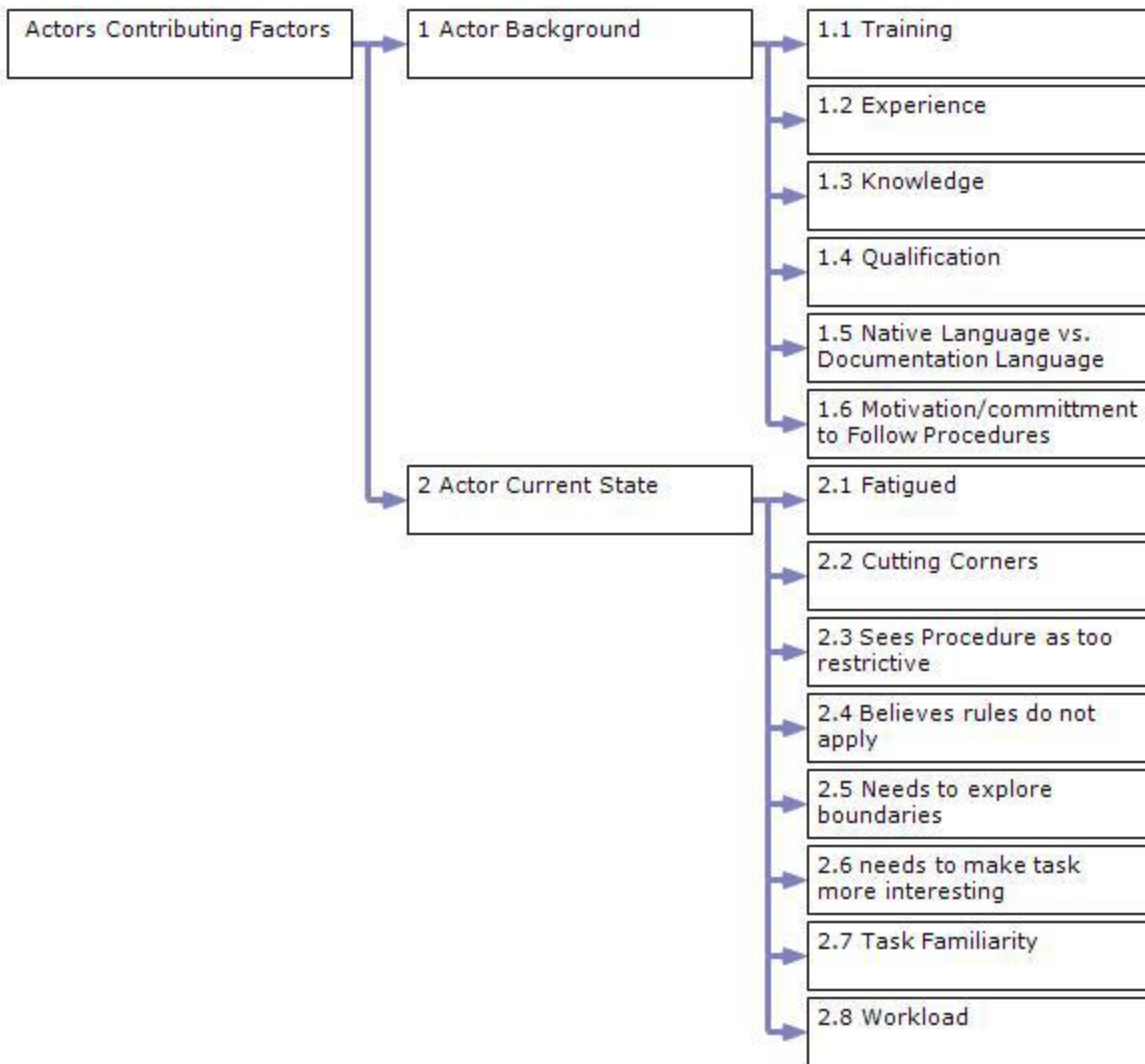 Actors Contributing Factors
1 Actor Background
1.1 Training
1.2 Experience
1.3 Knowledge
1.4 Qualification
1.5 Native Language vs.
Documentation Language
1.6 Motivation/committment
to Follow Procedures
2 Actor Current State
2.1 Fatigued
2.2 Cutting Corners
2.3 Sees Procedure as too
restrictive
2.4 Believes rules do not
apply
2.5 Needs to explore
boundaries
2.6 needs to make task
more interesting
2.7 Task Familiarity
2.8 Workload